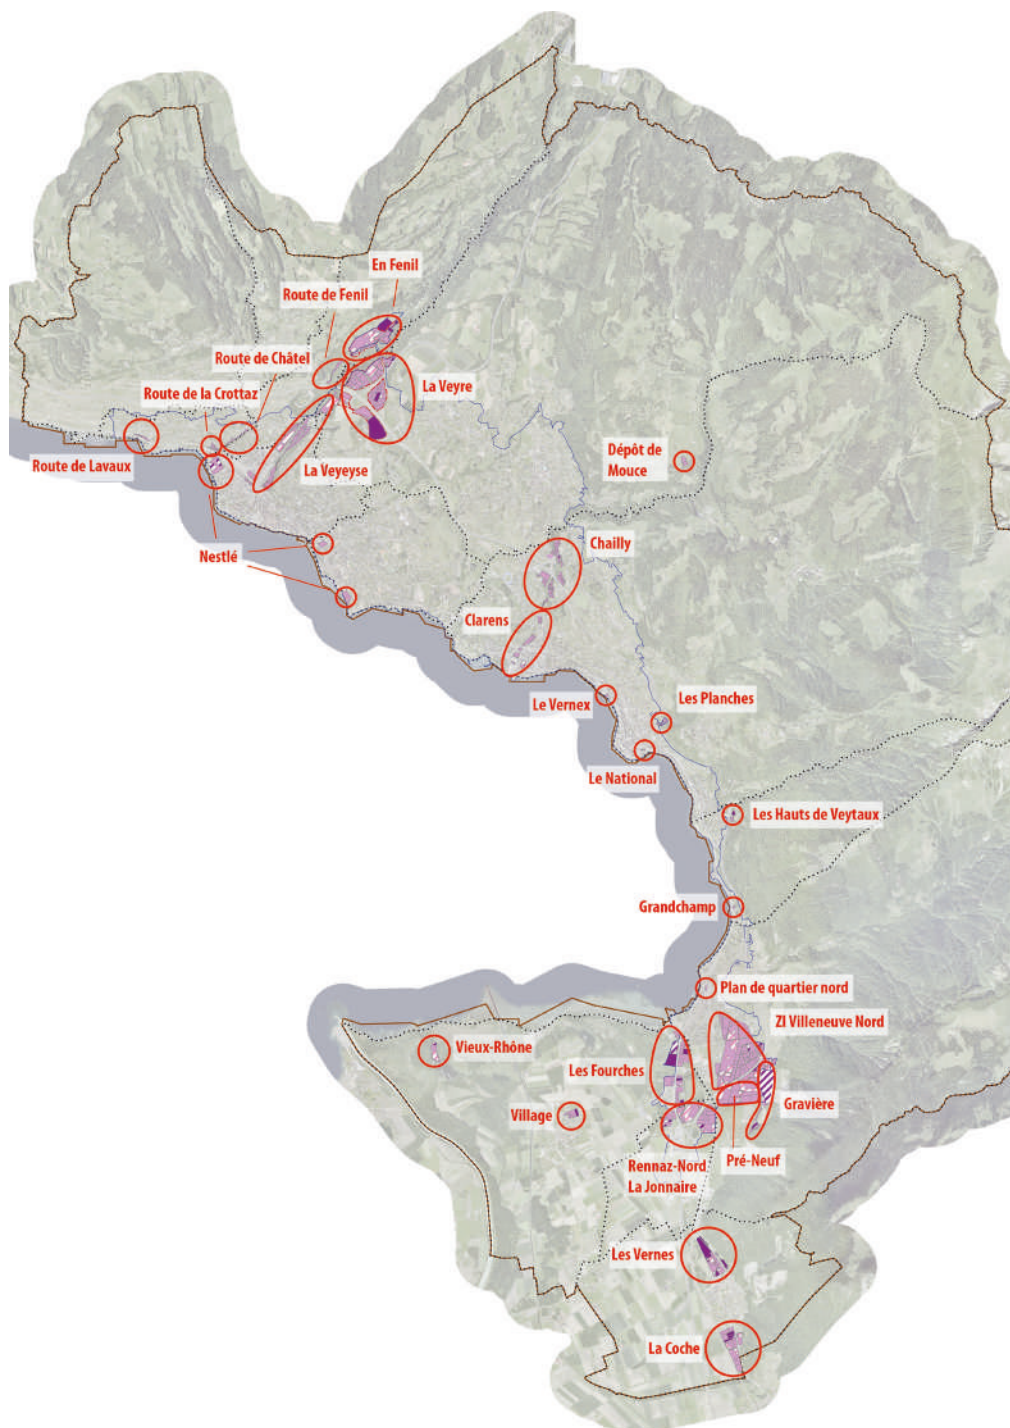 En Fenil
Route de Fenil
Route de Châtel
Route de la Crottaz
La Veyre
Route de Lavaux
La Veyeyse
Dépôt de
Mouce
Nestlé
Chailly
Clarens
Le Vernex
Les Planches
Le National
Les Hauts de Veytaux
Grandchamp
Plan de quartier nord
ZI Villeneuve Nord
Vieux-Rhône
Les Fourches
Gravière
Village
Pré-Neuf
Rennaz-Nord
La Jonnaire
Les Vernes
La Coche